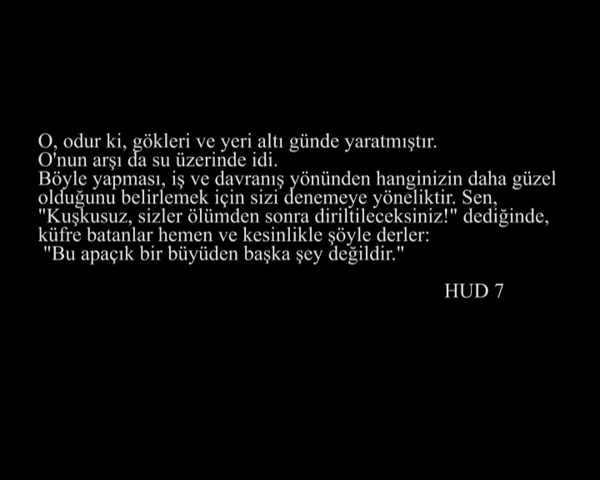 O, odur ki, gökleri ve yeri altı günde yaratmıştır.
O'nun arşı da su üzerinde idi.
Böyle yapması, iş ve davranış yönünden hanginizin daha güzel
olduğunu belirlemek için sizi denemeye yöneliktir. Sen,
"Kuşkusuz, sizler ölümden sonra diriltileceksiniz!" dediğinde,
küfre batanlar hemen ve kesinlikle şöyle derler:
"Bu apaçık bir büyüden başka şey değildir."
HUD 7